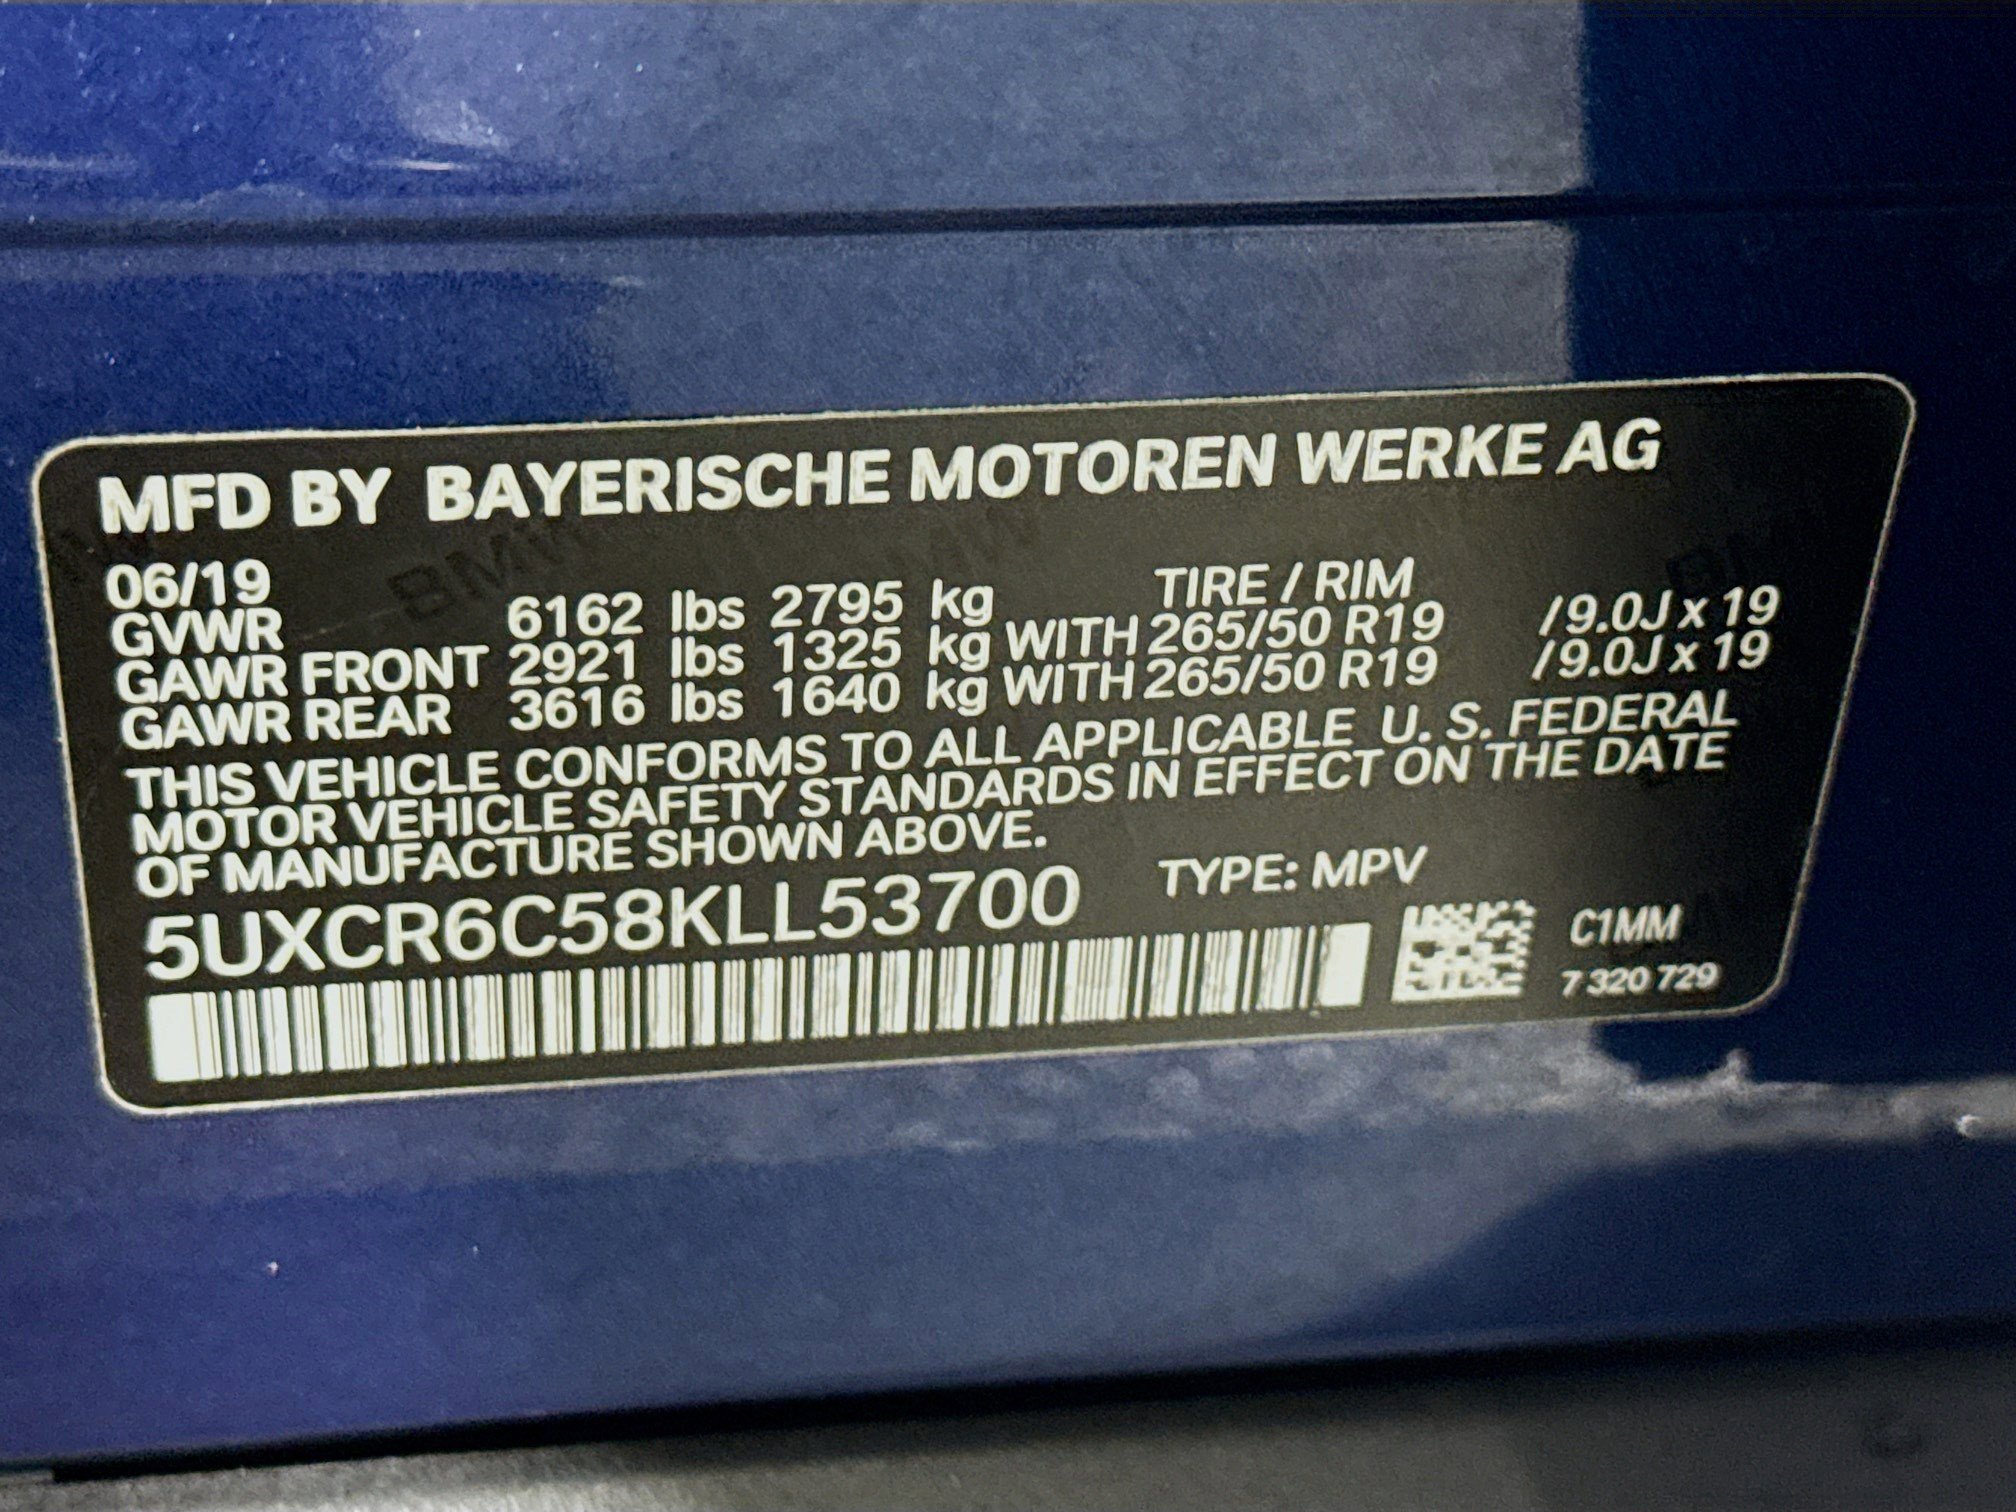 MFD BY BAYERISCHE MOTOREN WERKE AG
06/19 TIRE / RIM
GVWR 6162 lbs 2795 kg
GAWR FRONT 2921 lbs 1325 kg WITH 265/50 R19 /9.0J x 19
GAWR REAR 3616 lbs 1640 kg WITH 265/50 R19 /9.0J x 19
THIS VEHICLE CONFORMS TO ALL APPLICABLE U. S. FEDERAL
MOTOR VEHICLE SAFETY STANDARDS IN EFFECT ON THE DATE
OF MANUFACTURE SHOWN ABOVE.
5UXCR6C58KLL53700 TYPE: MPV
C1MM
7 320 729